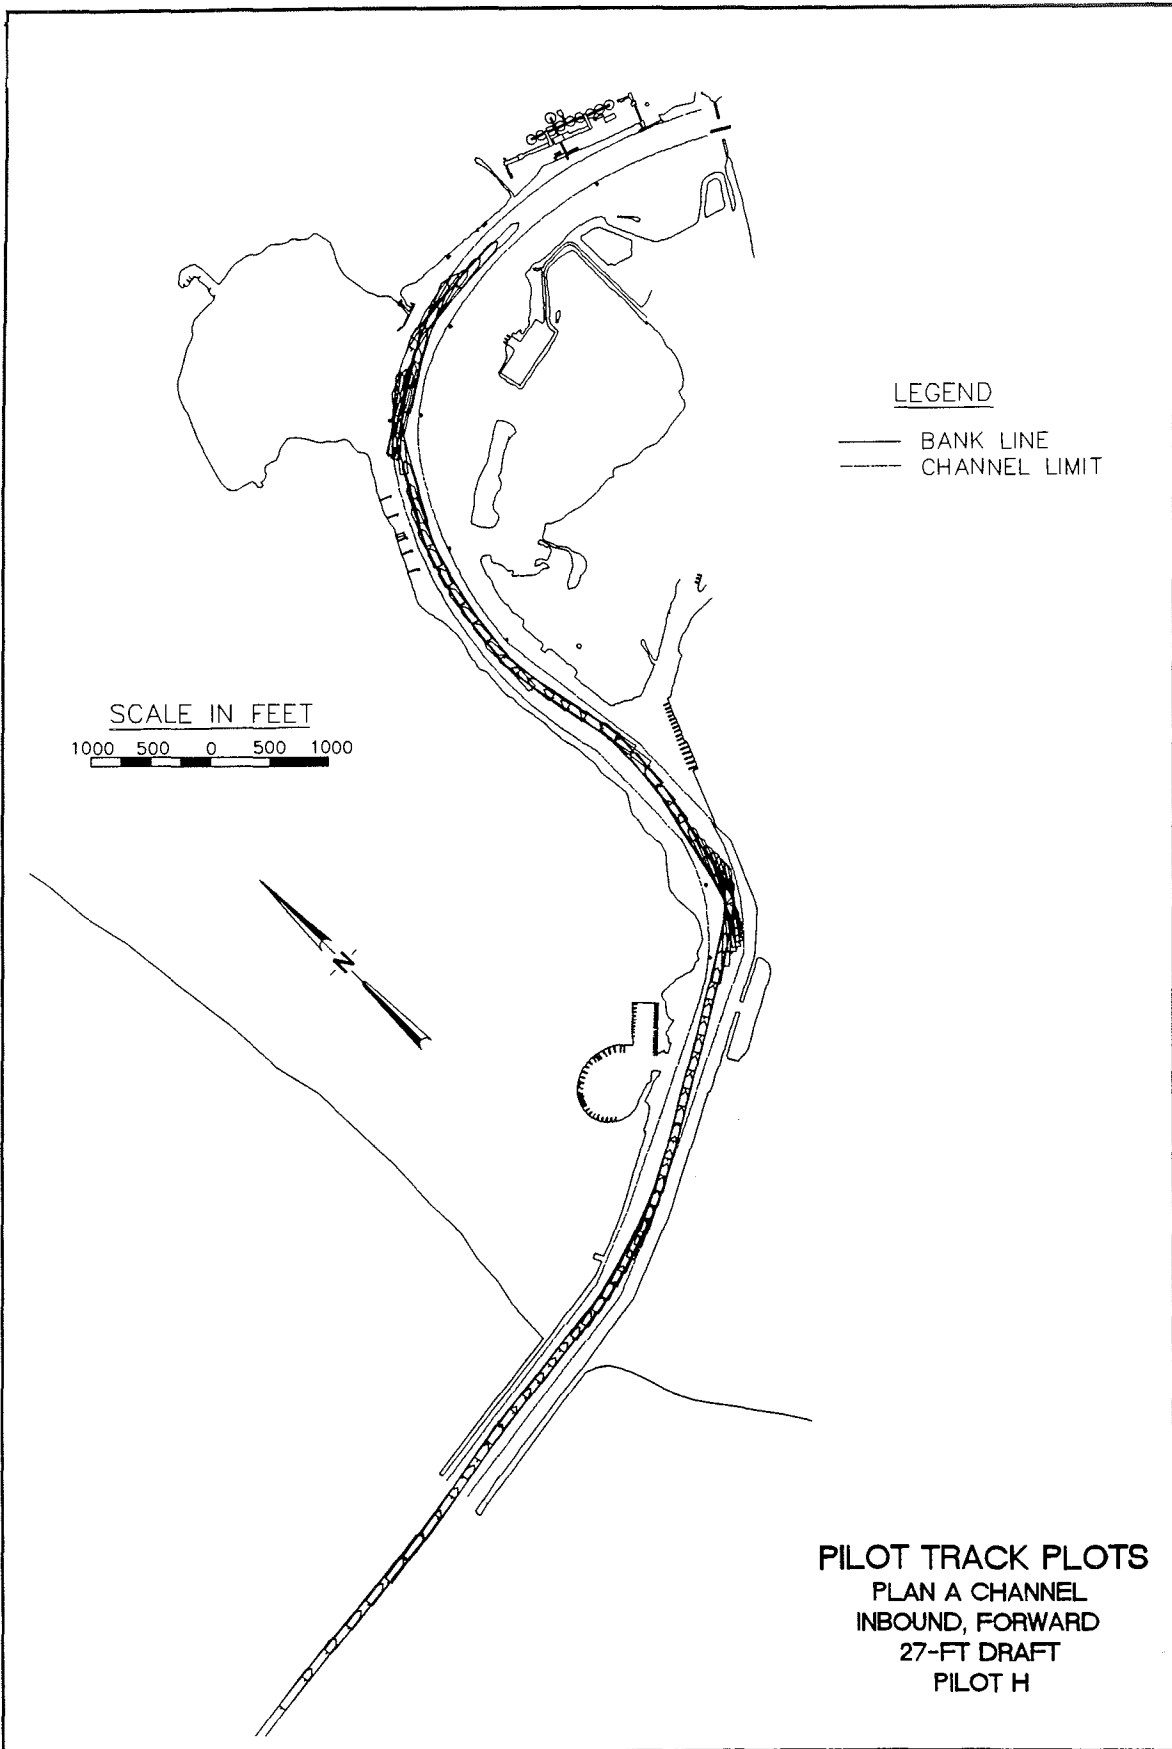 LEGEND
BANK LINE
CHANNEL LIMIT
SCALE IN FEET
1000 500 0 500 1000
N
PILOT TRACK PLOTS
PLAN A CHANNEL
INBOUND, FORWARD
27-FT DRAFT
PILOT H